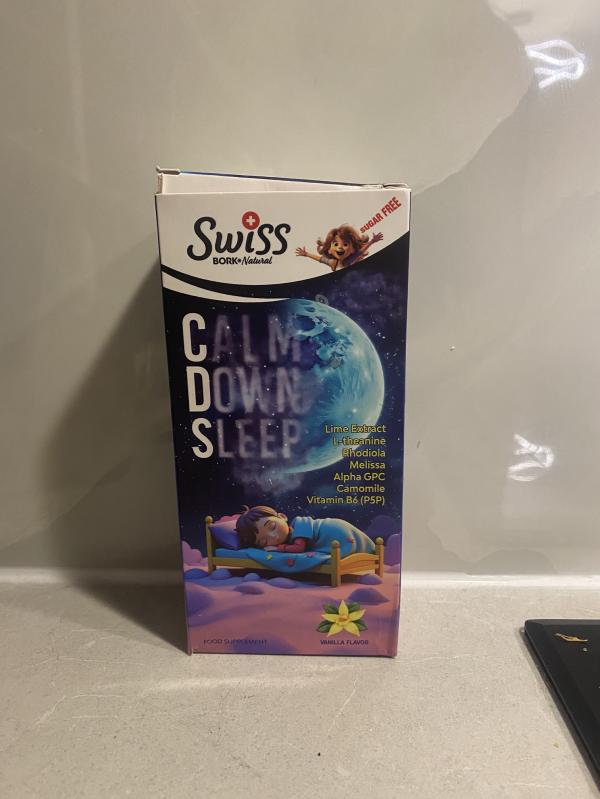 Swiss
BORK® Natural
SUGAR FREE
CALM
DOWN
SLEEP
Lime Extract
L-theanine
Rhodiola
Melissa
Alpha GPC
Camomile
Vitamin B6 (P5P)
FOOD SUPPLEMENT
VANILLA FLAVOR